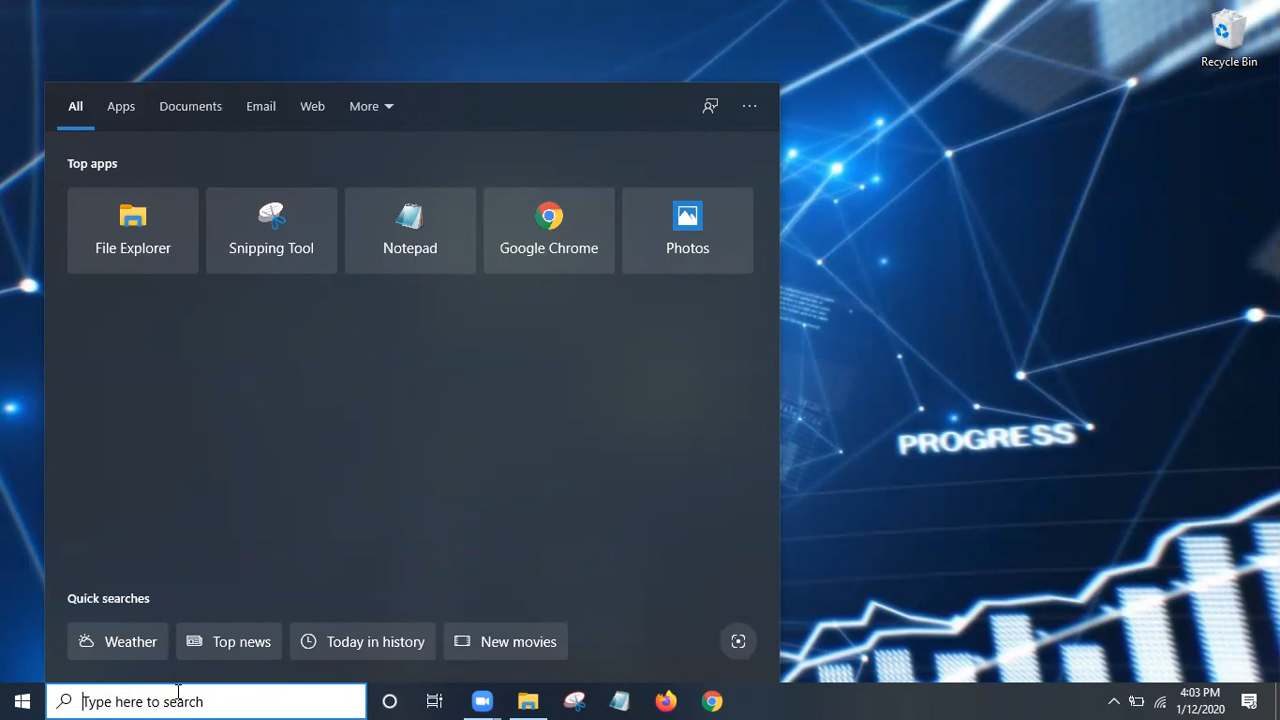 Recycle Bin
All Apps Documents Email Web More
Top apps
File Explorer Snipping Tool Notepad Google Chrome Photos
PROGRESS
Quick searches
Weather Top news Today in history New movies
Type here to search
4:03 PM
1/12/2020